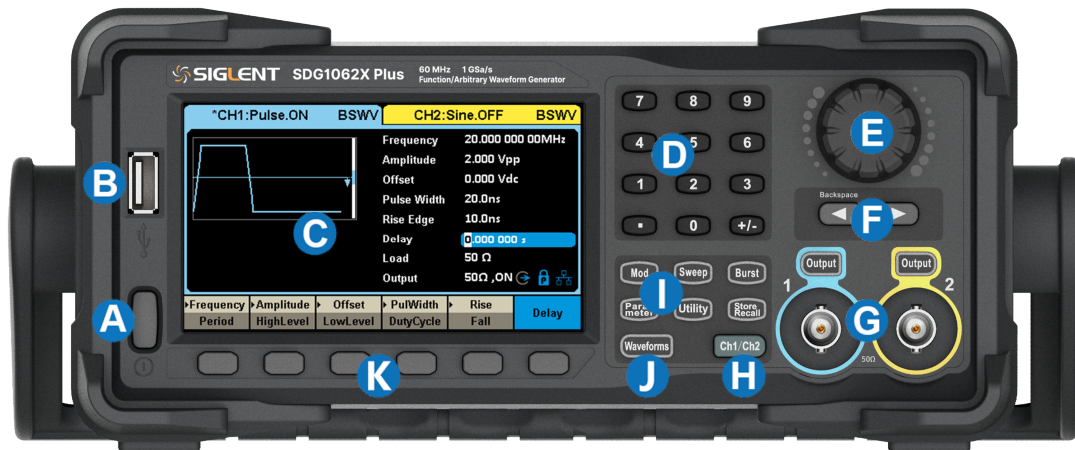 SIGLENT SDG1062X Plus 60 MHz 1 GSa/s
Function/Arbitrary Waveform Generator
*CH1:Pulse.ON BSWV CH2:Sine.OFF BSWV
Frequency 20.000 000 00MHz
Amplitude 2.000 Vpp
Offset 0.000 Vdc
Pulse Width 20.0ns
Rise Edge 10.0ns
Delay 0.000 000 s
Load 50 Ω
Output 50Ω ,ON P
Frequency Amplitude Offset PulWidth Rise Delay
Period HighLevel LowLevel DutyCycle Fall
7 8 9
4 5 6
1 2 3
. 0 +/-
Mod Sweep Burst
Parameter Utility Store Recall
Waveforms Ch1/Ch2
Backspace
Output Output
1 2
50Ω
A
B
C
D
E
F
G
H
I
J
K